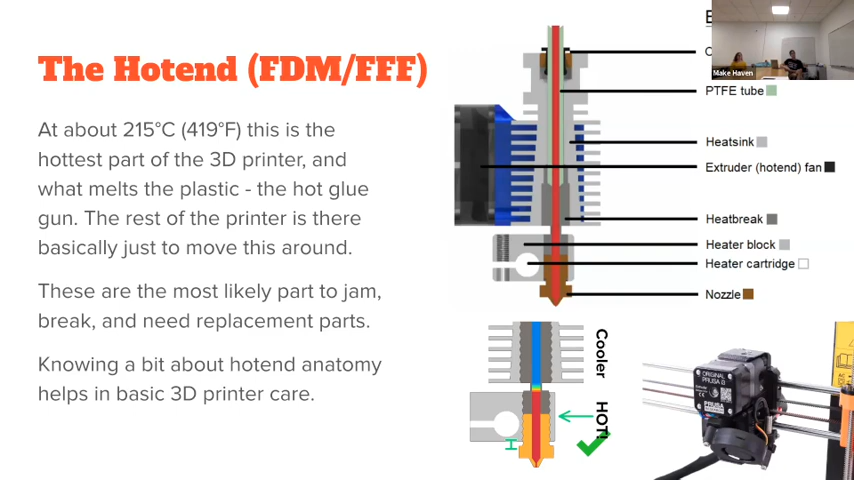 The Hotend (FDM/FFF)
At about 215°C (419°F) this is the
hottest part of the 3D printer, and
what melts the plastic - the hot glue
gun. The rest of the printer is there
basically just to move this around.
These are the most likely part to jam,
break, and need replacement parts.
Knowing a bit about hotend anatomy
helps in basic 3D printer care.
Make Haven
PTFE tube
Heatsink
Extruder (hotend) fan
Heatbreak
Heater block
Heater cartridge
Nozzle
Cooler
HOT!
ORIGINAL
PRUSA
PRUSA